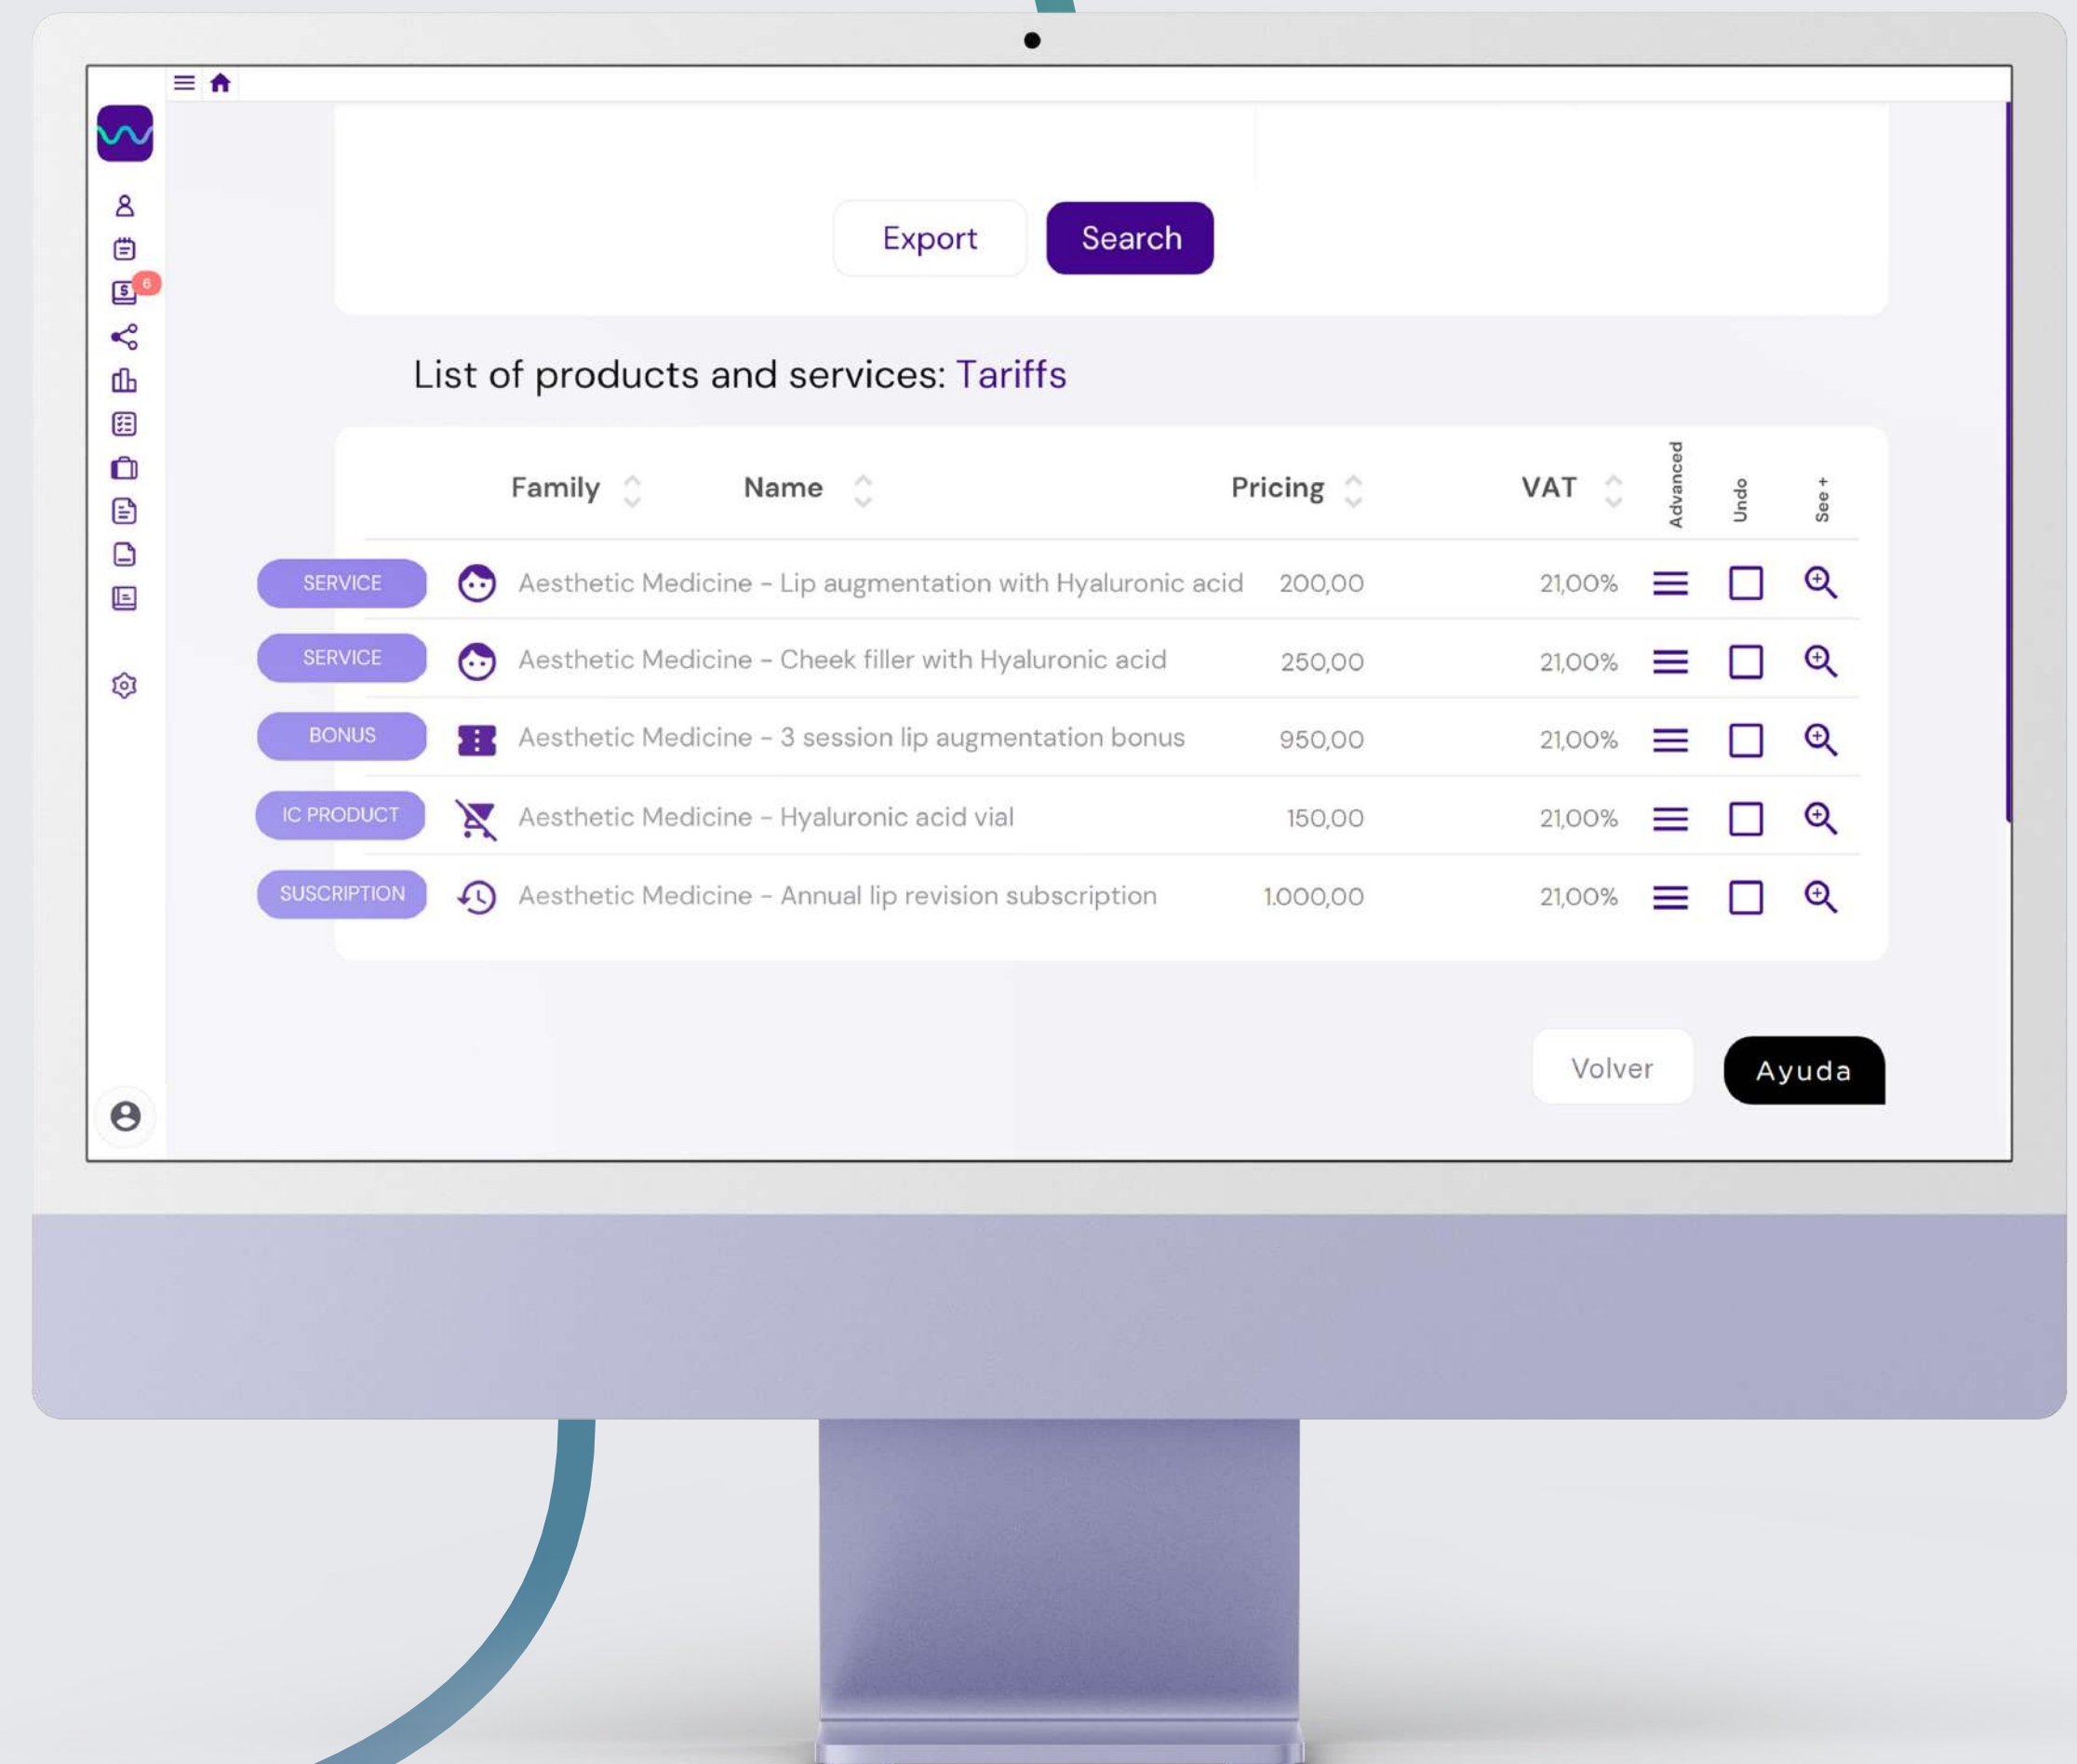 6
Export
Search
List of products and services: Tariffs
Family Name Pricing VAT Advanced Undo See +
SERVICE Aesthetic Medicine - Lip augmentation with Hyaluronic acid 200,00 21,00%
SERVICE Aesthetic Medicine - Cheek filler with Hyaluronic acid 250,00 21,00%
BONUS Aesthetic Medicine - 3 session lip augmentation bonus 950,00 21,00%
IC PRODUCT Aesthetic Medicine - Hyaluronic acid vial 150,00 21,00%
SUSCRIPTION Aesthetic Medicine - Annual lip revision subscription 1.000,00 21,00%
Volver
Ayuda